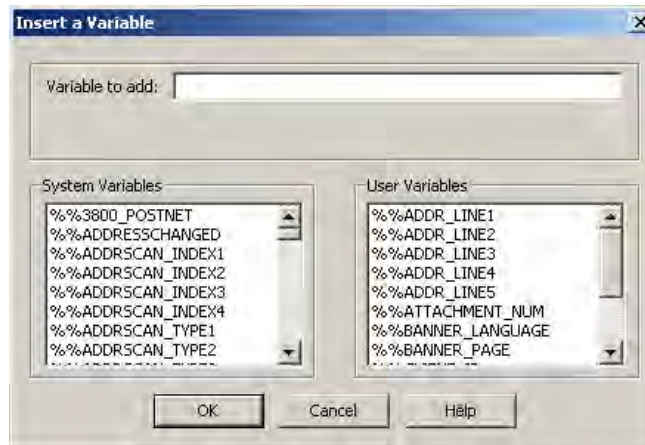 Insert a Variable
Variable to add:
System Variables
%%3800_POSTNET
%%ADDRESSCHANGED
%%ADDRSCAN_INDEX1
%%ADDRSCAN_INDEX2
%%ADDRSCAN_INDEX3
%%ADDRSCAN_INDEX4
%%ADDRSCAN_TYPE1
%%ADDRSCAN_TYPE2
User Variables
%%ADDR_LINE1
%%ADDR_LINE2
%%ADDR_LINE3
%%ADDR_LINE4
%%ADDR_LINE5
%%ATTACHMENT_NUM
%%BANNER_LANGUAGE
%%BANNER_PAGE
OK
Cancel
Help